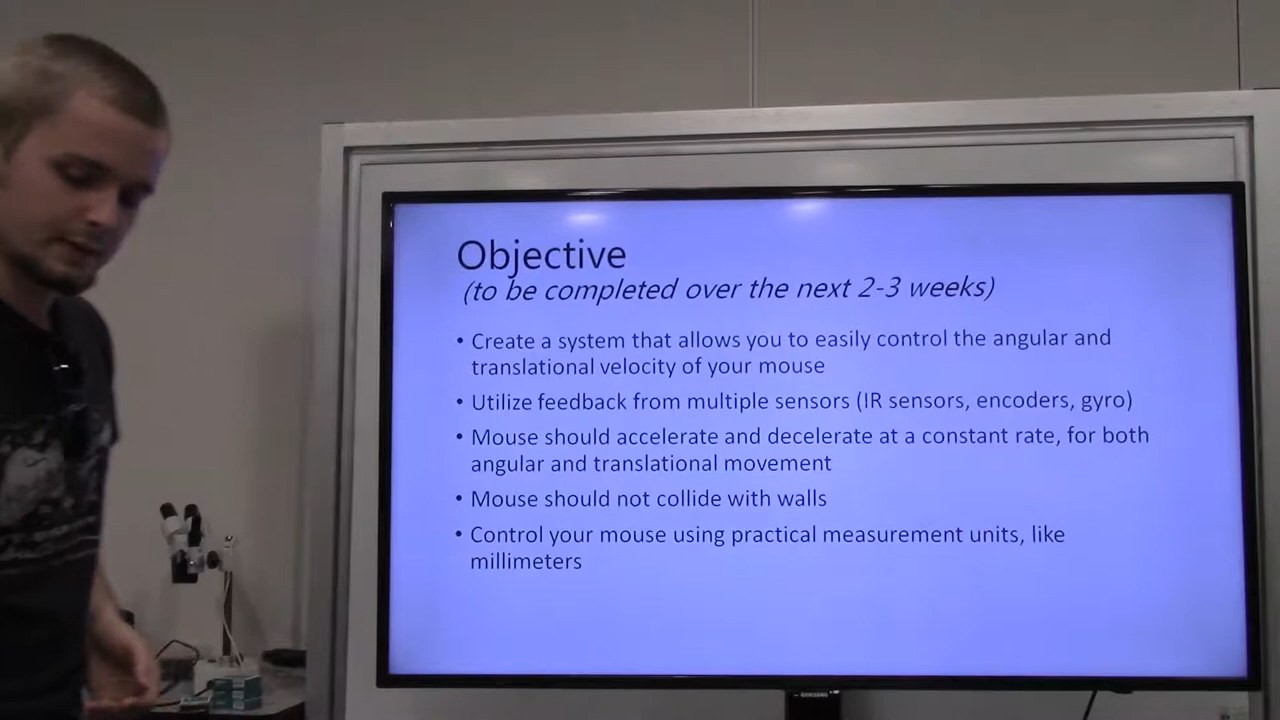 Objective
(to be completed over the next 2-3 weeks)
• Create a system that allows you to easily control the angular and
translational velocity of your mouse
• Utilize feedback from multiple sensors (IR sensors, encoders, gyro)
• Mouse should accelerate and decelerate at a constant rate, for both
angular and translational movement
• Mouse should not collide with walls
• Control your mouse using practical measurement units, like
millimeters
SAMSUNG